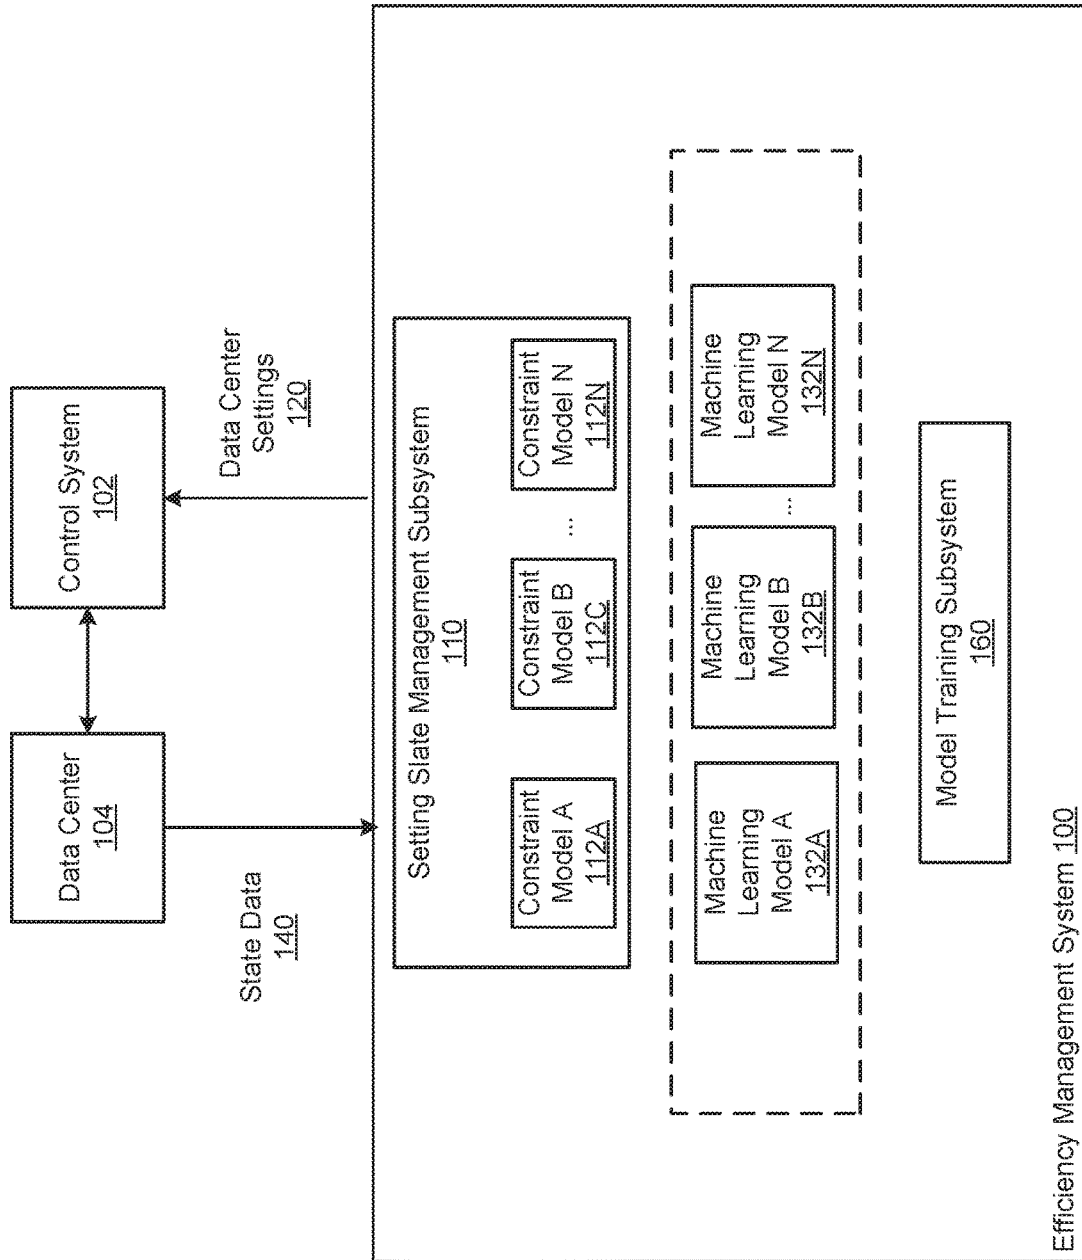 Data Center
104
Control System
102
State Data
140
Data Center
Settings
120
Setting Slate Management Subsystem
110
Constraint
Model A
112A
Constraint
Model B
112C
...
Constraint
Model N
112N
Machine
Learning
Model A
132A
Machine
Learning
Model B
132B
...
Machine
Learning
Model N
132N
Model Training Subsystem
160
Efficiency Management System 100